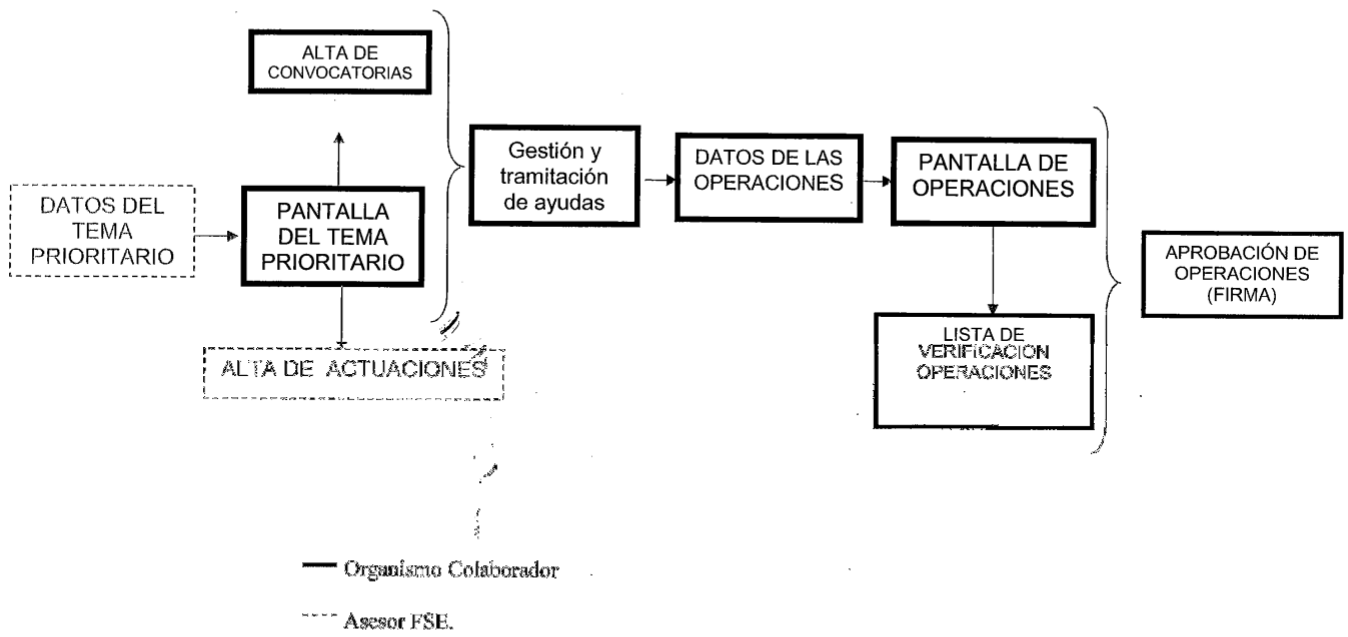 ALTA DE
CONVOCATORIAS
DATOS DEL
TEMA
PRIORITARIO
PANTALLA
DEL TEMA
PRIORITARIO
ALTA DE ACTUACIONES
Gestión y
tramitación
de ayudas
DATOS DE LAS
OPERACIONES
PANTALLA DE
OPERACIONES
LISTA DE
VERIFICACION
OPERACIONES
APROBACIÓN DE
OPERACIONES
(FIRMA)
Organismo Colaborador
Asesor FSE.